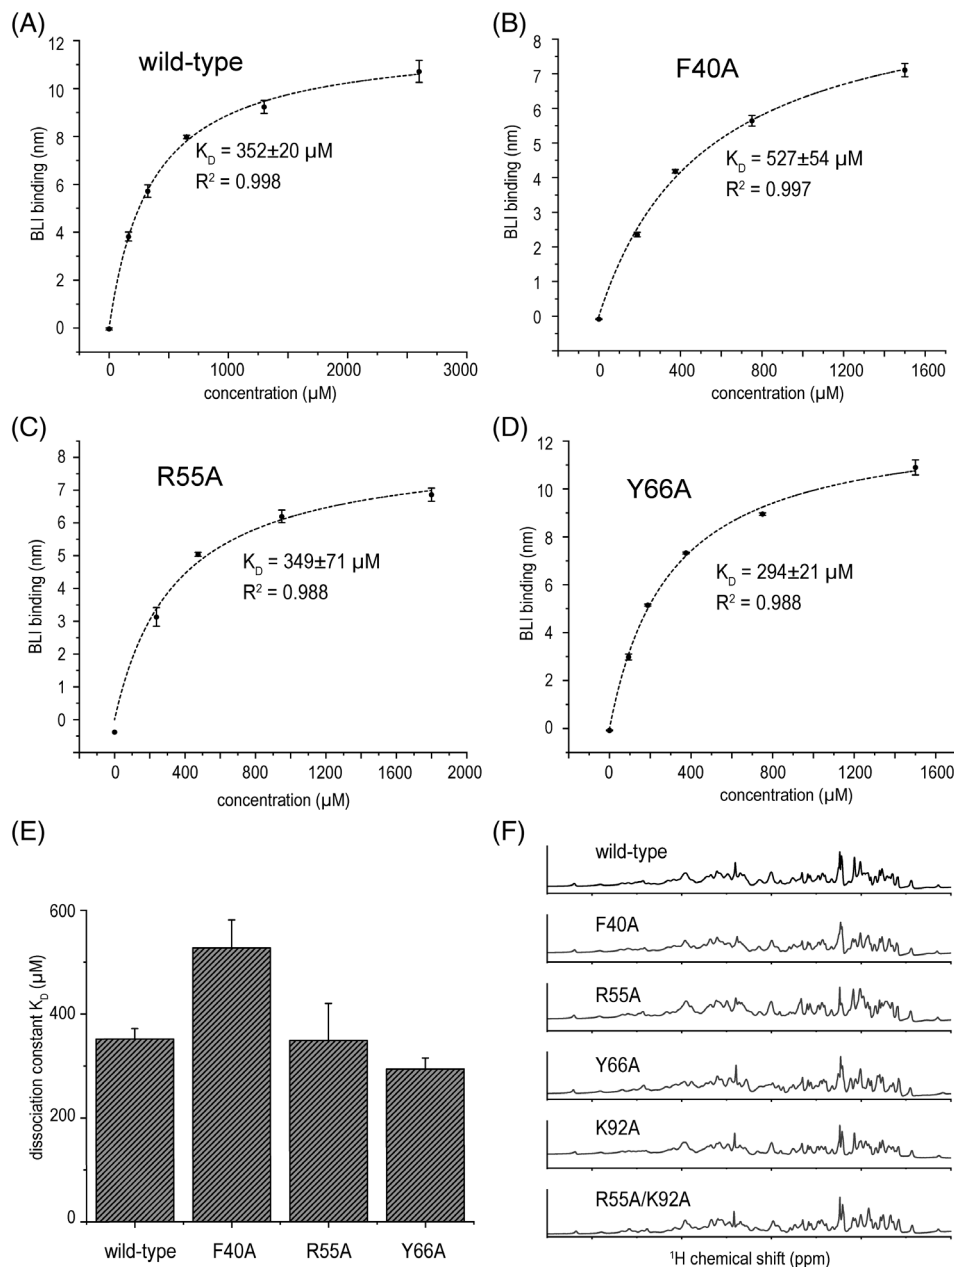 (A)
wild-type
12
10
8
6
4
2
0
BLI binding (nm)
K_D = 352±20 µM
R² = 0.998
0 1000 2000 3000
concentration (µM)
(B)
F40A
8
7
6
5
4
3
2
1
0
BLI binding (nm)
K_D = 527±54 µM
R² = 0.997
0 400 800 1200 1600
concentration (µM)
(C)
R55A
8
7
6
5
4
3
2
1
0
BLI binding (nm)
K_D = 349±71 µM
R² = 0.988
0 400 800 1200 1600 2000
concentration (µM)
(D)
Y66A
12
10
8
6
4
2
0
BLI binding (nm)
K_D = 294±21 µM
R² = 0.988
0 400 800 1200 1600
concentration (µM)
(E)
600
400
200
0
dissociation constant K_D (µM)
wild-type F40A R55A Y66A
(F)
wild-type
F40A
R55A
Y66A
K92A
R55A/K92A
¹H chemical shift (ppm)